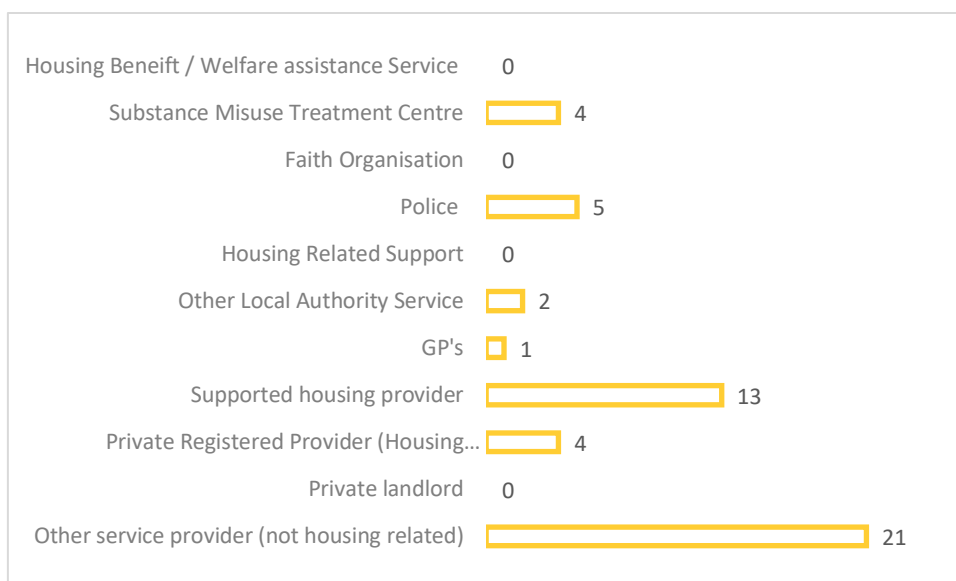 Housing Beneift / Welfare assistance Service 0
Substance Misuse Treatment Centre 4
Faith Organisation 0
Police 5
Housing Related Support 0
Other Local Authority Service 2
GP's 1
Supported housing provider 13
Private Registered Provider (Housing... 4
Private landlord 0
Other service provider (not housing related) 21